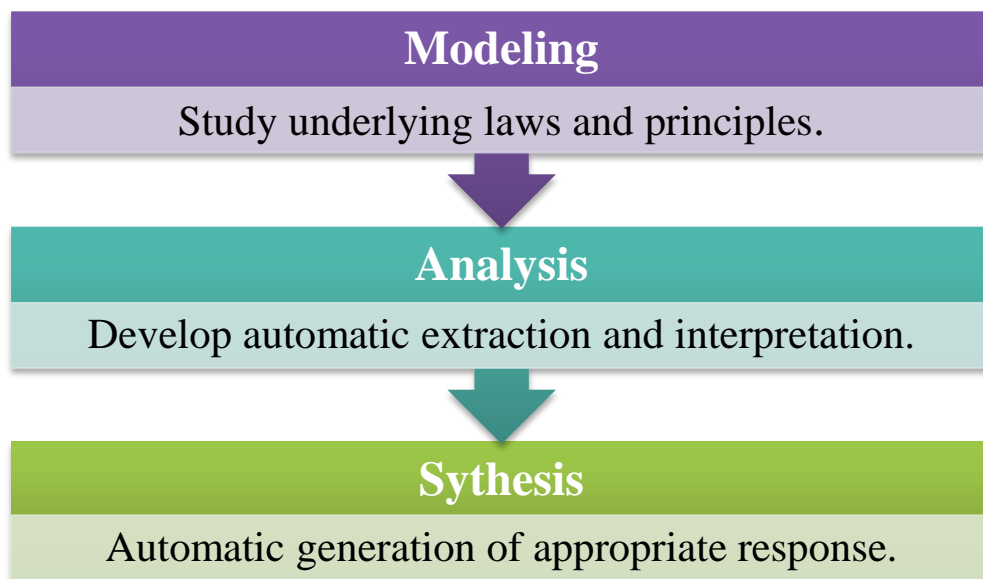 Modeling
Study underlying laws and principles.
Analysis
Develop automatic extraction and interpretation.
Sythesis
Automatic generation of appropriate response.